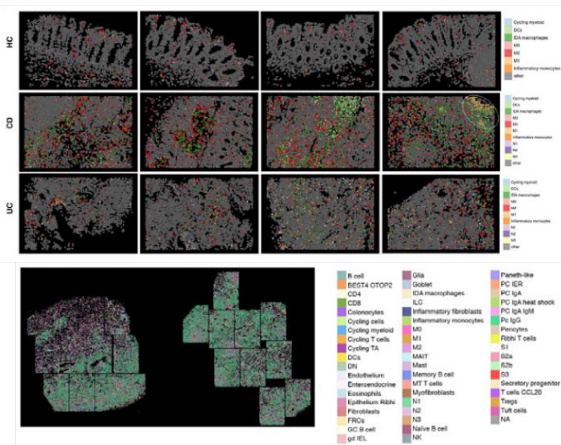 HC
Cycling myeloid
DCs
IDA macrophages
M0
M2
M1
Inflammatory monocytes
other
CD
Cycling myeloid
DCs
IDA macrophages
M0
M2
M1
Inflammatory monocytes
N1
N2
N3
other
UC
Cycling myeloid
DCs
IDA macrophages
M0
M2
M1
Inflammatory monocytes
N1
N2
N3
other
B cell
BEST4 OTOP2
CD4
CD8
Colonocytes
Cycling cells
Cycling myeloid
Cycling T cells
Cycling TA
DCs
DN
Endothelium
Enteroendocrine
Eosinophils
Epithelium Ribhi
Fibroblasts
FRCs
GC B cell
gd IEL
Glia
Goblet
IDA macrophages
ILC
Inflammatory fibroblasts
Inflammatory monocytes
M0
M1
M2
MAIT
Mast
Memory B cell
MT T cells
Myofibroblasts
N1
N2
N3
Naïve B cell
NK
Paneth-like
PC IER
PC IgA
PC IgA heat shock
PC IgA IgM
Pc IgG
Pericytes
Ribhi T cells
S1
S2a
S2b
S3
Secretory progenitor
T cells CCL20
Tregs
Tuft cells
NA